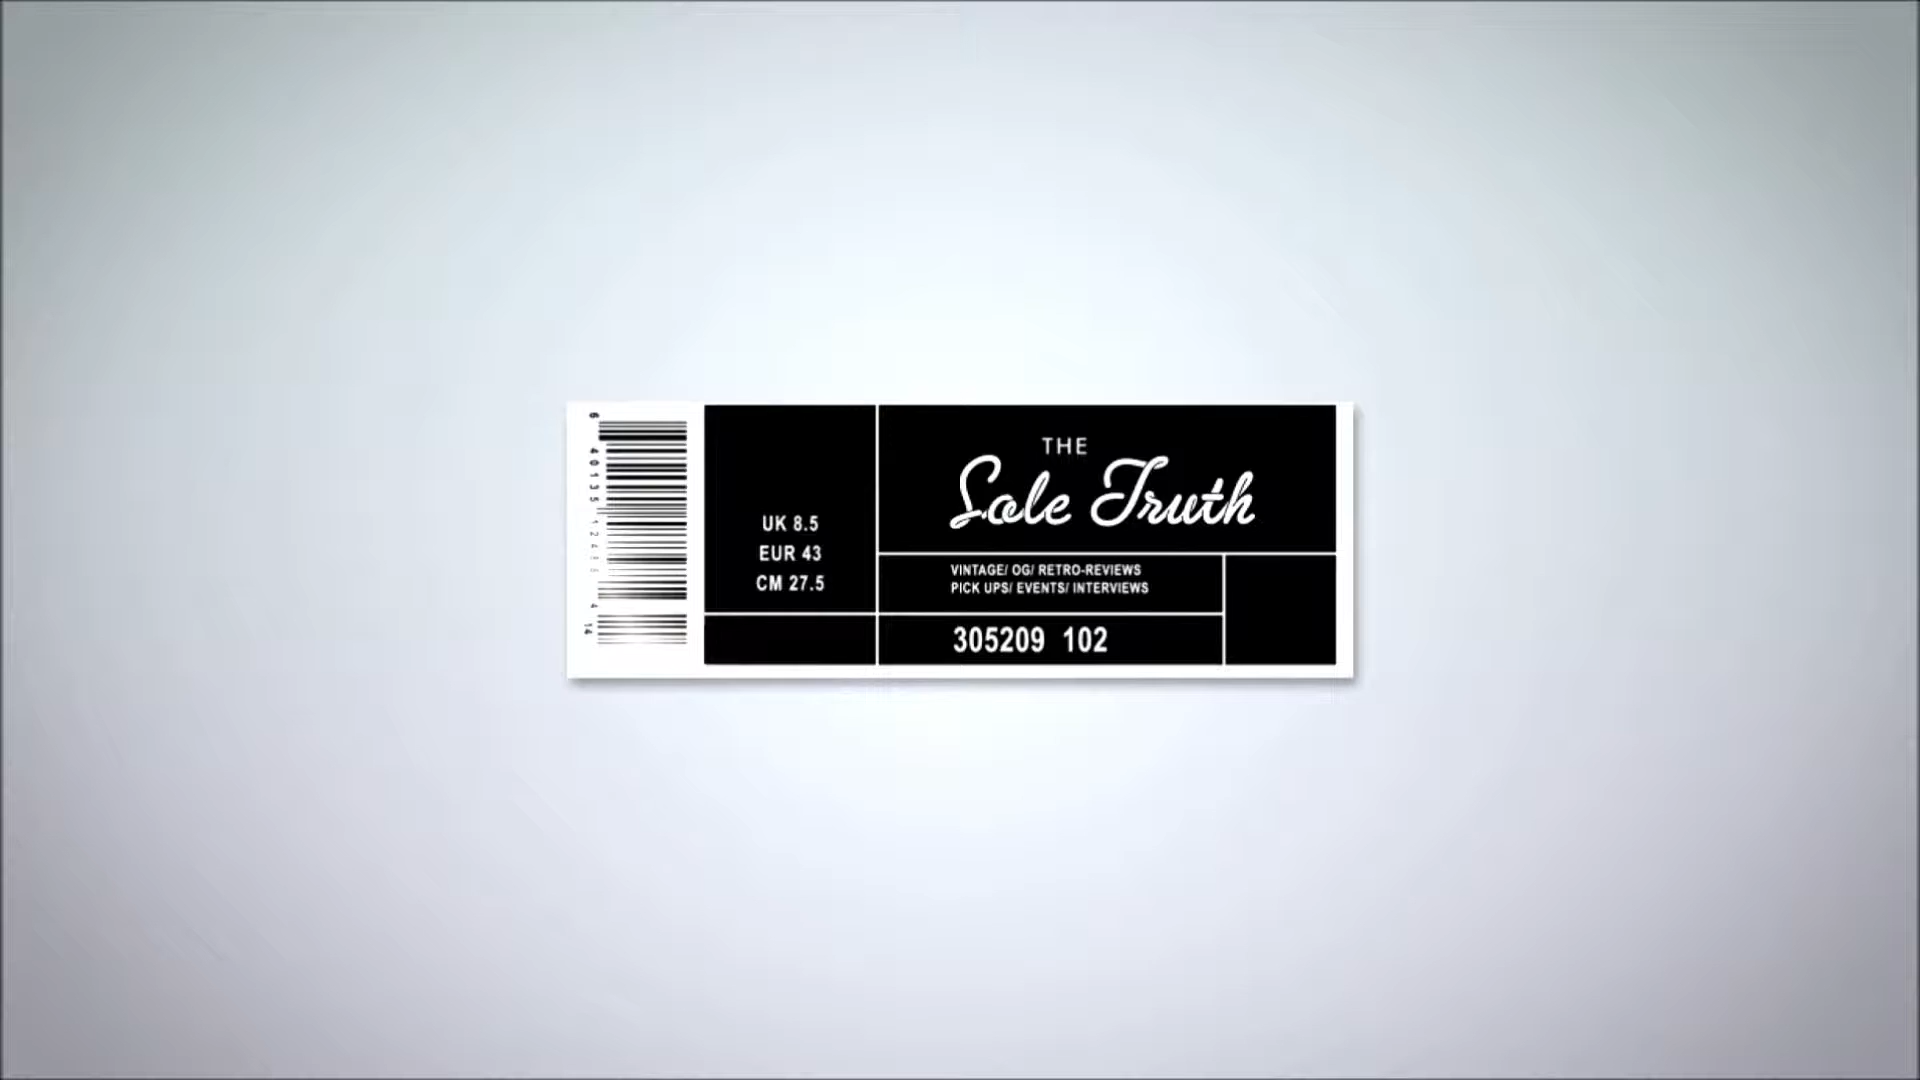 UK 8.5
EUR 43
CM 27.5
THE
Sole Truth
VINTAGE/ OG/ RETRO-REVIEWS
PICK UPS/ EVENTS/ INTERVIEWS
305209 102